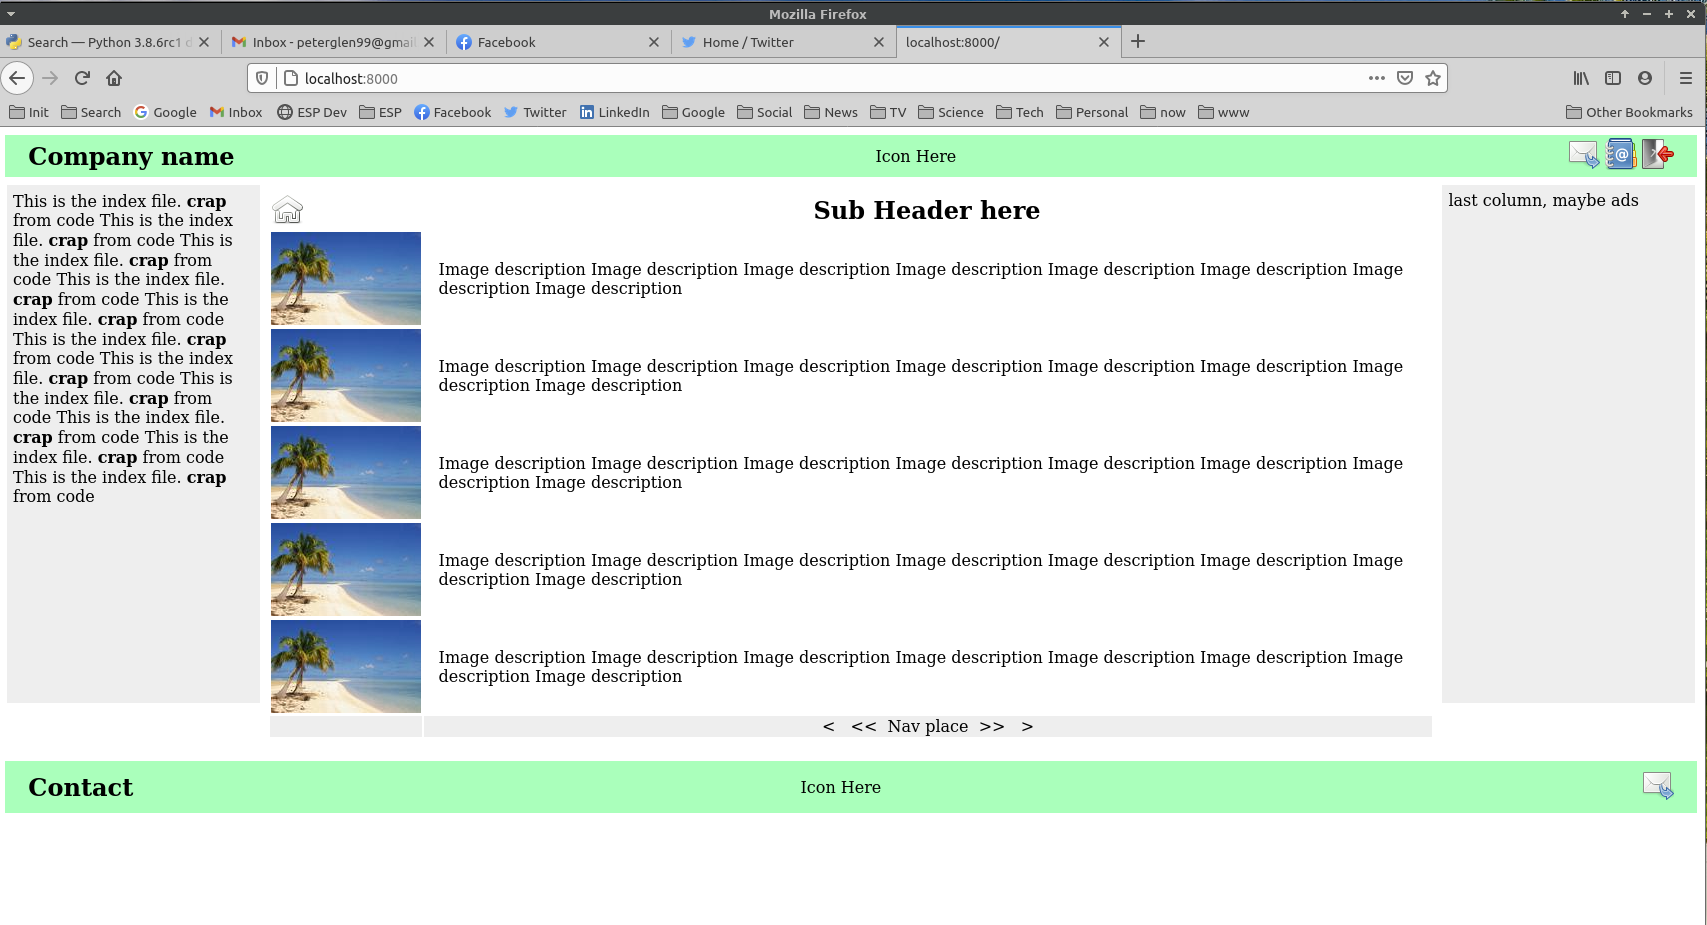 Mozilla Firefox
Search — Python 3.8.6rc1 d
Inbox - peterglen99@gmai
Facebook
Home / Twitter
localhost:8000/
localhost:8000
Init Search Google Inbox ESP Dev ESP Facebook Twitter LinkedIn Google Social News TV Science Tech Personal now www Other Bookmarks
Company name
Icon Here
This is the index file. crap
from code This is the index
file. crap from code This is
the index file. crap from
code This is the index file.
crap from code This is the
index file. crap from code
This is the index file. crap
from code This is the index
file. crap from code This is
the index file. crap from
code This is the index file.
crap from code This is the
index file. crap from code
This is the index file. crap
from code
Sub Header here
Image description Image description Image description Image description Image description Image description Image
description Image description
Image description Image description Image description Image description Image description Image description Image
description Image description
Image description Image description Image description Image description Image description Image description Image
description Image description
Image description Image description Image description Image description Image description Image description Image
description Image description
Image description Image description Image description Image description Image description Image description Image
description Image description
< << Nav place >> >
last column, maybe ads
Contact
Icon Here